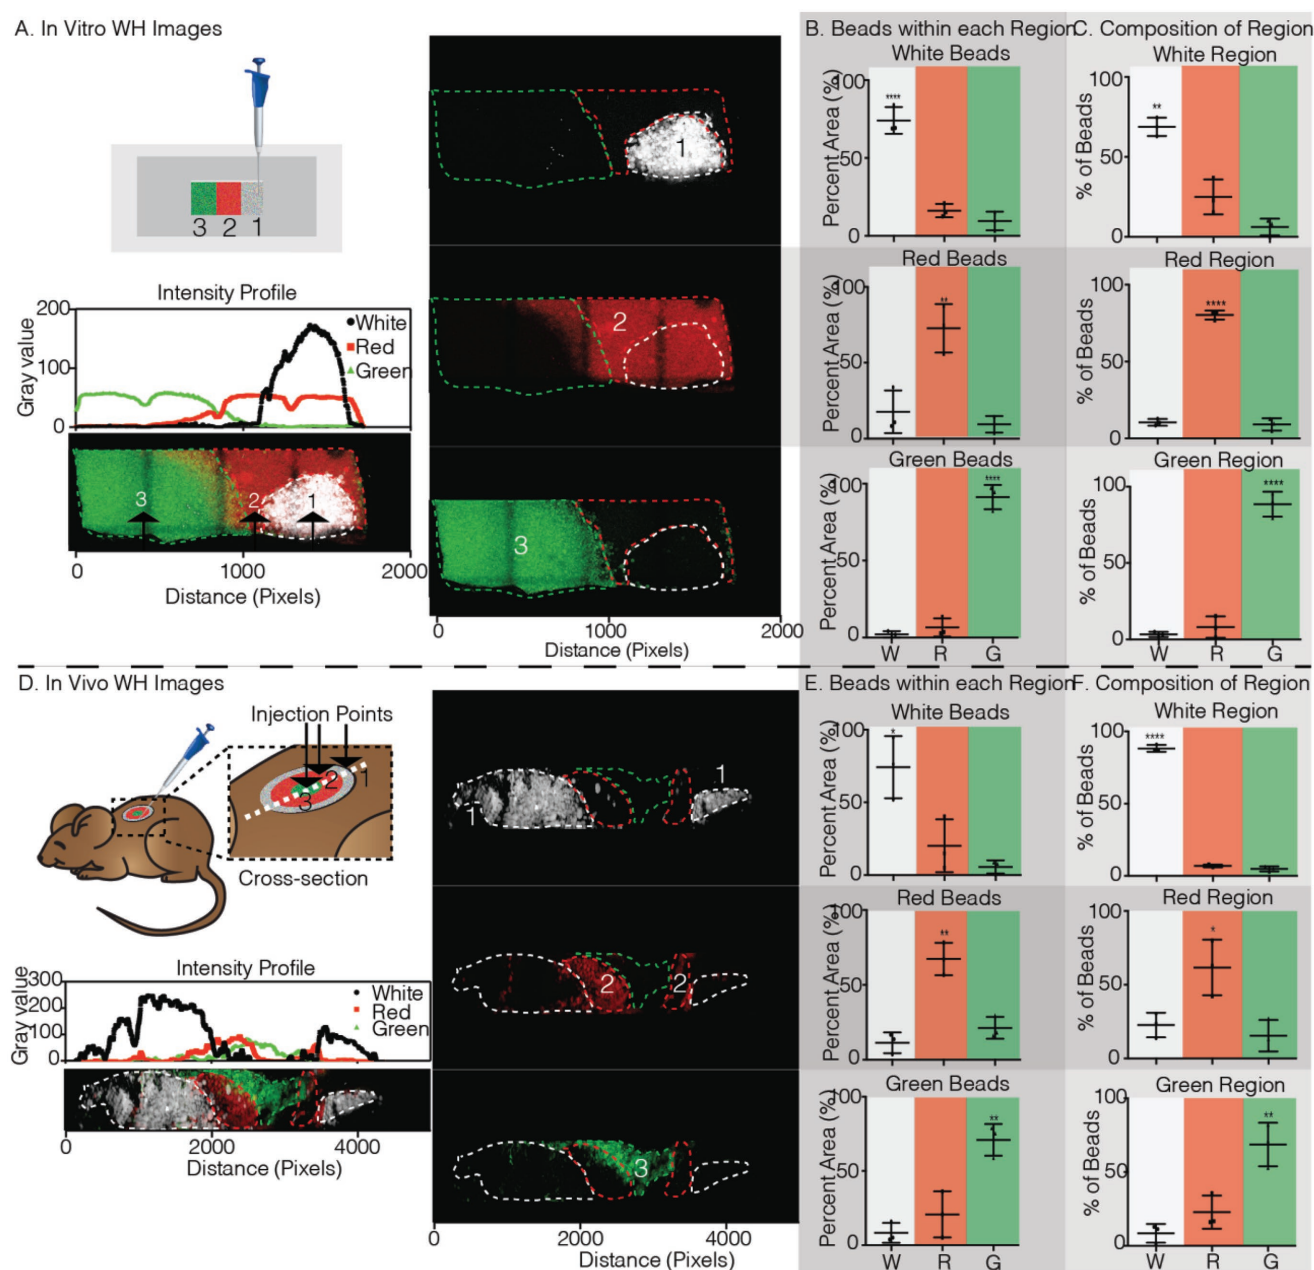 A. In Vitro WH Images
3 2 1
Intensity Profile
200
100
0
Gray value
White
Red
Green
3 2 1
0 1000 2000
Distance (Pixels)
1
2
3
0 1000 2000
Distance (Pixels)
B. Beads within each Region
White Beads
100
50
0
Percent Area (%)
****
Red Beads
100
50
0
Percent Area (%)
**
Green Beads
100
50
0
Percent Area (%)
****
W R G
C. Composition of Region
White Region
100
50
0
% of Beads
**
Red Region
100
50
0
% of Beads
****
Green Region
100
50
0
% of Beads
****
W R G
D. In Vivo WH Images
Injection Points
1
2
3
Cross-section
Intensity Profile
300
200
100
0
Gray value
White
Red
Green
0 2000 4000
Distance (Pixels)
1 1
2 2
3
0 2000 4000
Distance (Pixels)
E. Beads within each Region
White Beads
100
50
0
Percent Area (%)
*
Red Beads
100
50
0
Percent Area (%)
**
Green Beads
100
50
0
Percent Area (%)
**
W R G
F. Composition of Region
White Region
100
50
0
% of Beads
****
Red Region
100
50
0
% of Beads
*
Green Region
100
50
0
% of Beads
**
W R G